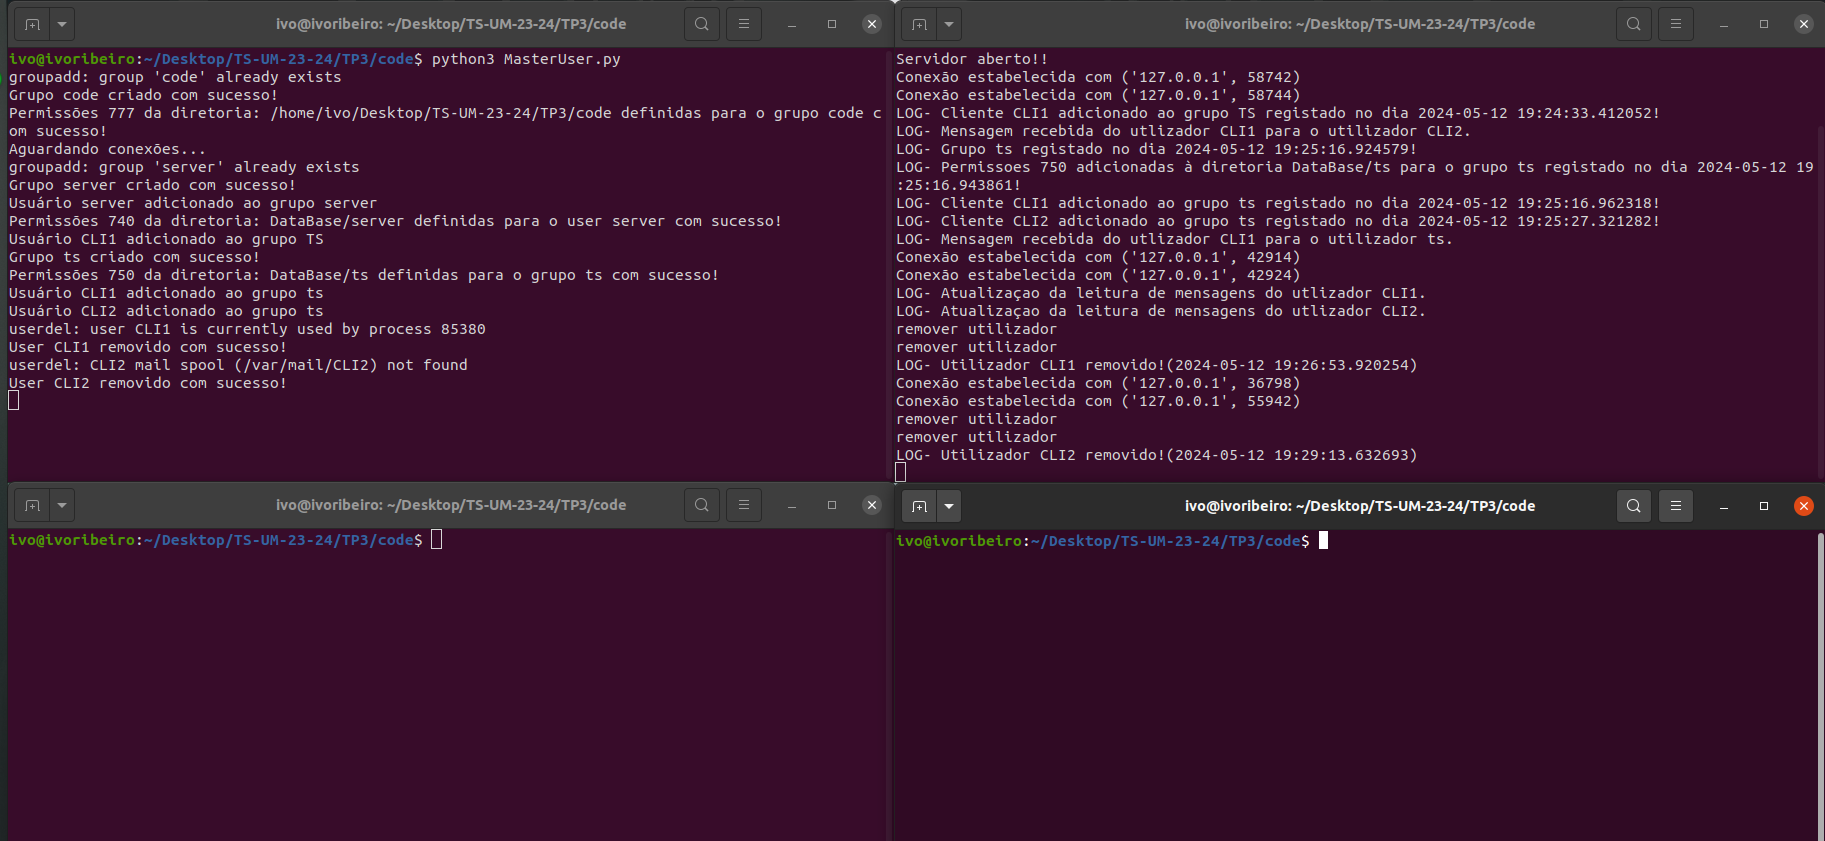 ivo@ivoribeiro: ~/Desktop/TS-UM-23-24/TP3/code
ivo@ivoribeiro:~/Desktop/TS-UM-23-24/TP3/code$ python3 MasterUser.py
groupadd: group 'code' already exists
Grupo code criado com sucesso!
Permissões 777 da diretoria: /home/ivo/Desktop/TS-UM-23-24/TP3/code definidas para o grupo code c
om sucesso!
Aguardando conexões...
groupadd: group 'server' already exists
Grupo server criado com sucesso!
Usuário server adicionado ao grupo server
Permissões 740 da diretoria: DataBase/server definidas para o user server com sucesso!
Usuário CLI1 adicionado ao grupo TS
Grupo ts criado com sucesso!
Permissões 750 da diretoria: DataBase/ts definidas para o grupo ts com sucesso!
Usuário CLI1 adicionado ao grupo ts
Usuário CLI2 adicionado ao grupo ts
userdel: user CLI1 is currently used by process 85380
User CLI1 removido com sucesso!
userdel: CLI2 mail spool (/var/mail/CLI2) not found
User CLI2 removido com sucesso!
ivo@ivoribeiro: ~/Desktop/TS-UM-23-24/TP3/code
Servidor aberto!!
Conexão estabelecida com ('127.0.0.1', 58742)
Conexão estabelecida com ('127.0.0.1', 58744)
LOG- Cliente CLI1 adicionado ao grupo TS registado no dia 2024-05-12 19:24:33.412052!
LOG- Mensagem recebida do utlizador CLI1 para o utilizador CLI2.
LOG- Grupo ts registado no dia 2024-05-12 19:25:16.924579!
LOG- Permissoes 750 adicionadas à diretoria DataBase/ts para o grupo ts registado no dia 2024-05-12 19
:25:16.943861!
LOG- Cliente CLI1 adicionado ao grupo ts registado no dia 2024-05-12 19:25:16.962318!
LOG- Cliente CLI2 adicionado ao grupo ts registado no dia 2024-05-12 19:25:27.321282!
LOG- Mensagem recebida do utlizador CLI1 para o utilizador ts.
Conexão estabelecida com ('127.0.0.1', 42914)
Conexão estabelecida com ('127.0.0.1', 42924)
LOG- Atualizaçao da leitura de mensagens do utlizador CLI1.
LOG- Atualizaçao da leitura de mensagens do utlizador CLI2.
remover utilizador
remover utilizador
LOG- Utilizador CLI1 removido!(2024-05-12 19:26:53.920254)
Conexão estabelecida com ('127.0.0.1', 36798)
Conexão estabelecida com ('127.0.0.1', 55942)
remover utilizador
remover utilizador
LOG- Utilizador CLI2 removido!(2024-05-12 19:29:13.632693)
ivo@ivoribeiro: ~/Desktop/TS-UM-23-24/TP3/code
ivo@ivoribeiro:~/Desktop/TS-UM-23-24/TP3/code$
ivo@ivoribeiro: ~/Desktop/TS-UM-23-24/TP3/code
ivo@ivoribeiro:~/Desktop/TS-UM-23-24/TP3/code$